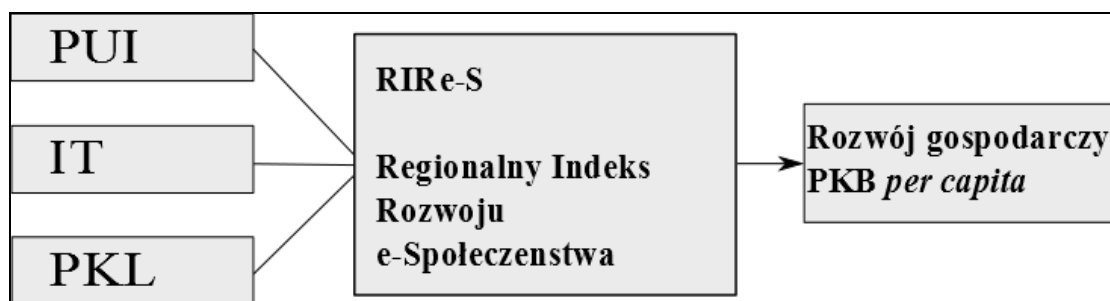 PUI
IT
PKL
RIRe-S
Regionalny Indeks
Rozwoju
e-Społeczenstwa
Rozwój gospodarczy
PKB per capita